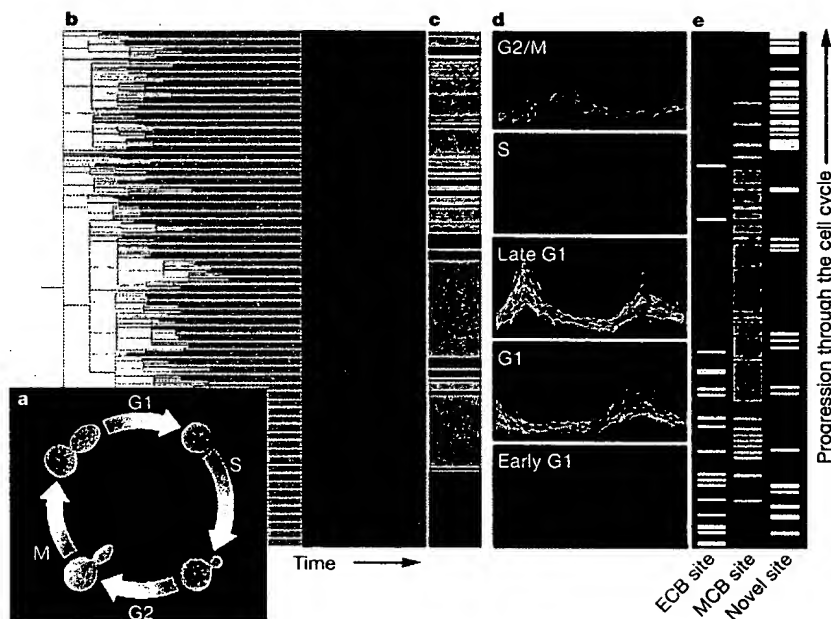 b
c
d
e
G2/M
S
Late G1
G1
Early G1
a
G1
S
M
G2
Time
ECB site
MCB site
Novel site
Progression through the cell cycle